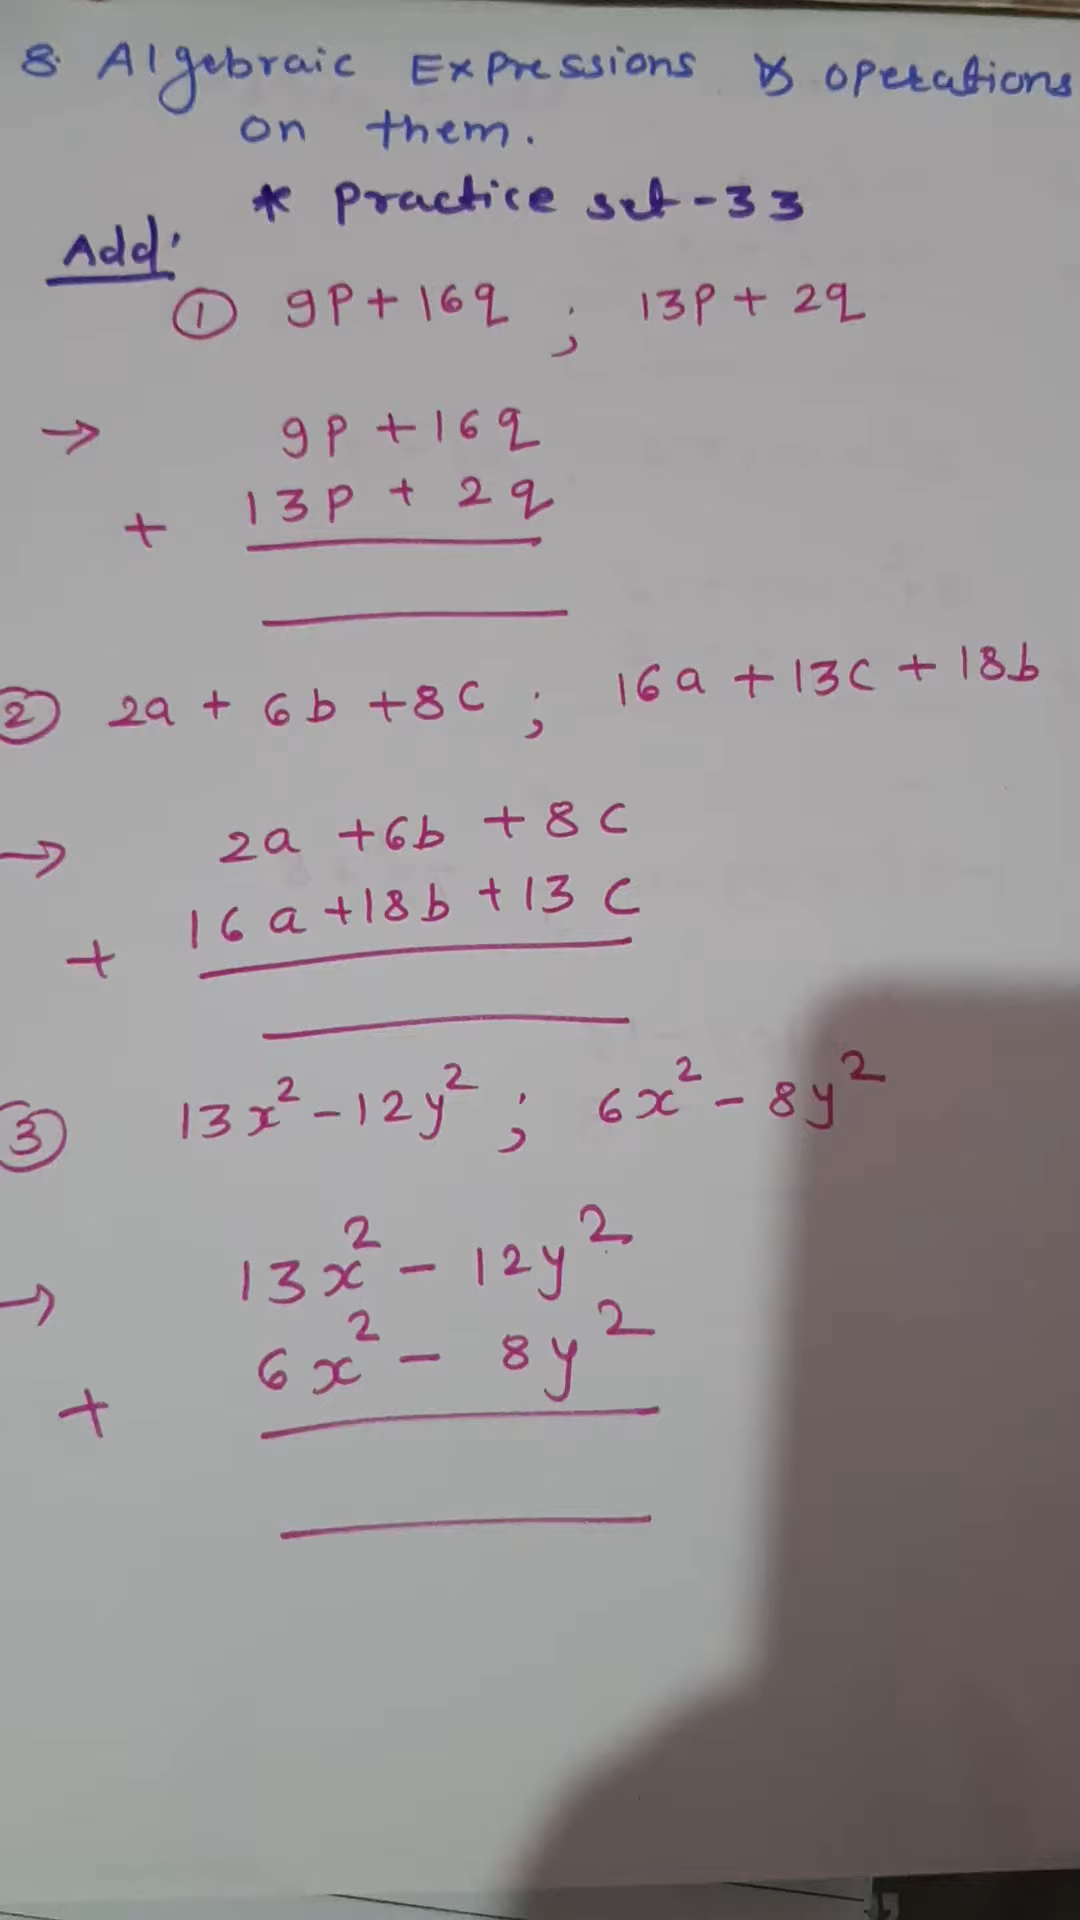 8. Algebraic Expressions & operations
on them.
* Practice set-33
Add:
① 9p + 16q ; 13p + 2q
→ 9p + 16q
+ 13p + 2q
② 2a + 6b + 8c ; 16a + 13c + 18b
→ 2a + 6b + 8c
+ 16a + 18b + 13c
③ 13x² - 12y² ; 6x² - 8y²
→ 13x² - 12y²
+ 6x² - 8y²